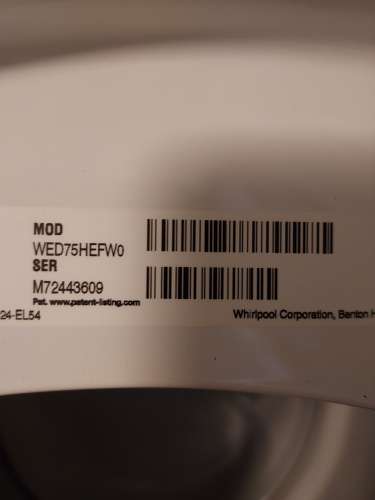 MOD
WED75HEFW0
SER
M72443609
Pat. www.patent-listing.com
24-EL54
Whirlpool Corporation, Benton H